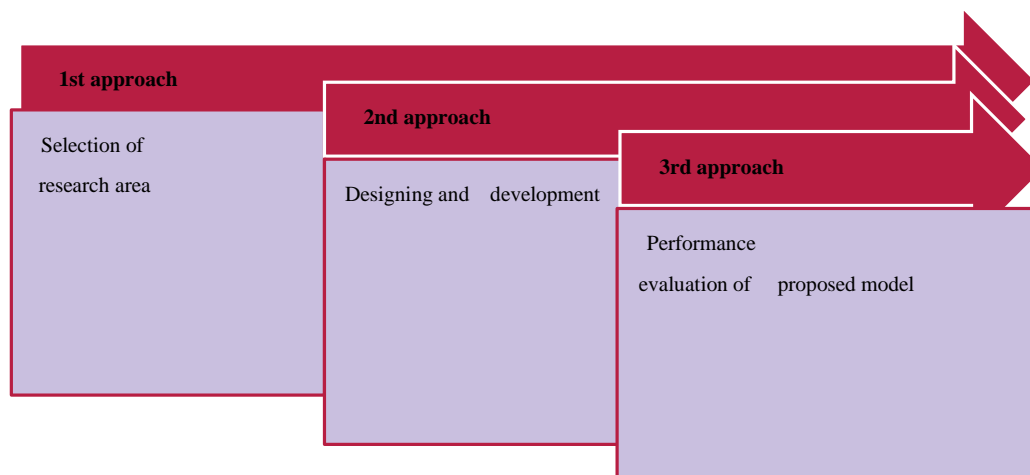 1st approach
Selection of
research area
2nd approach
Designing and development
3rd approach
Performance
evaluation of proposed model